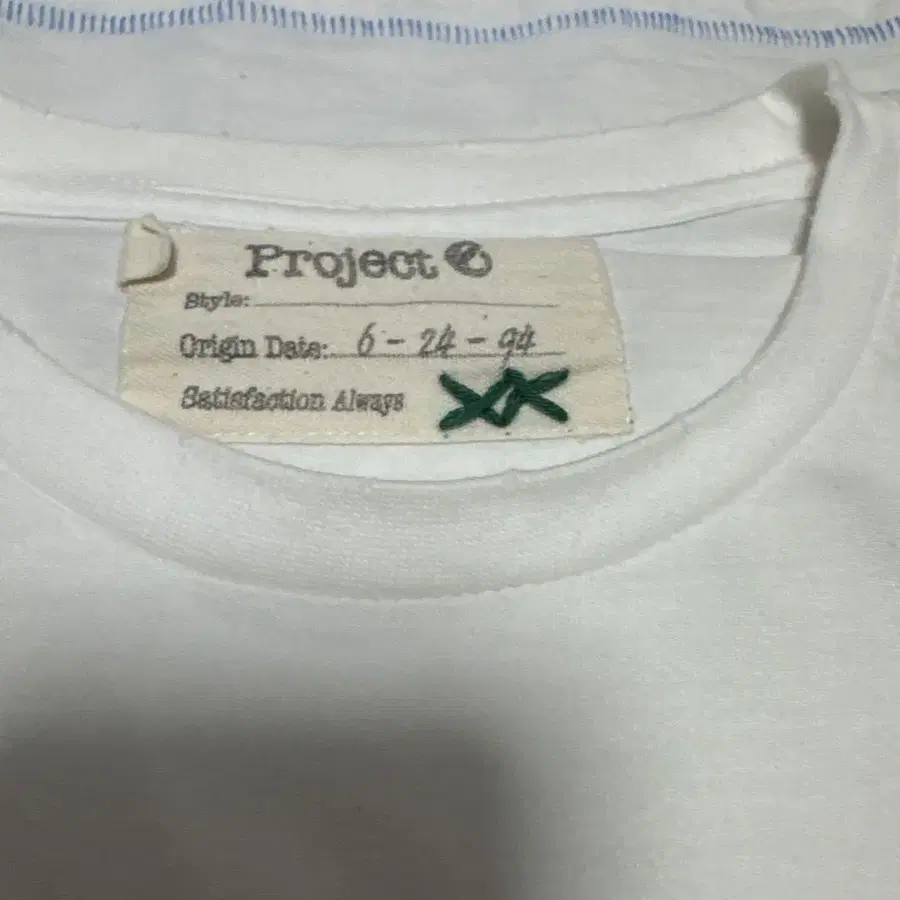 Project
Style:
Origin Date: 6-24-94
Satisfaction Always